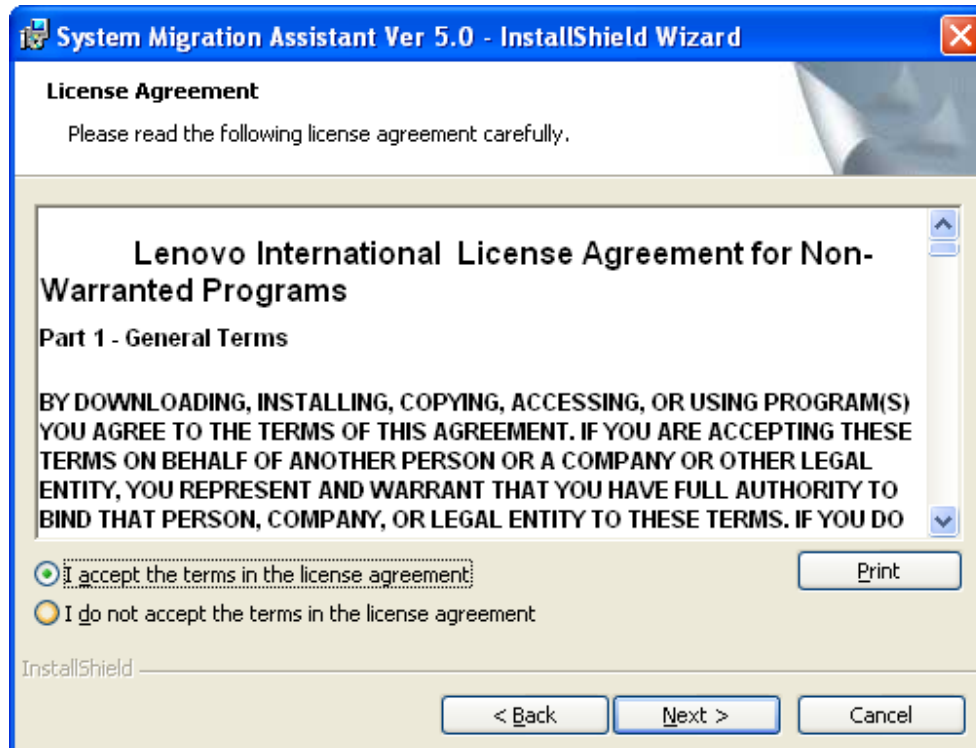 System Migration Assistant Ver 5.0 - InstallShield Wizard
License Agreement
Please read the following license agreement carefully.
Lenovo International License Agreement for Non-
Warranted Programs
Part 1 - General Terms
BY DOWNLOADING, INSTALLING, COPYING, ACCESSING, OR USING PROGRAM(S)
YOU AGREE TO THE TERMS OF THIS AGREEMENT. IF YOU ARE ACCEPTING THESE
TERMS ON BEHALF OF ANOTHER PERSON OR A COMPANY OR OTHER LEGAL
ENTITY, YOU REPRESENT AND WARRANT THAT YOU HAVE FULL AUTHORITY TO
BIND THAT PERSON, COMPANY, OR LEGAL ENTITY TO THESE TERMS. IF YOU DO
I accept the terms in the license agreement
Print
I do not accept the terms in the license agreement
InstallShield
< Back
Next >
Cancel